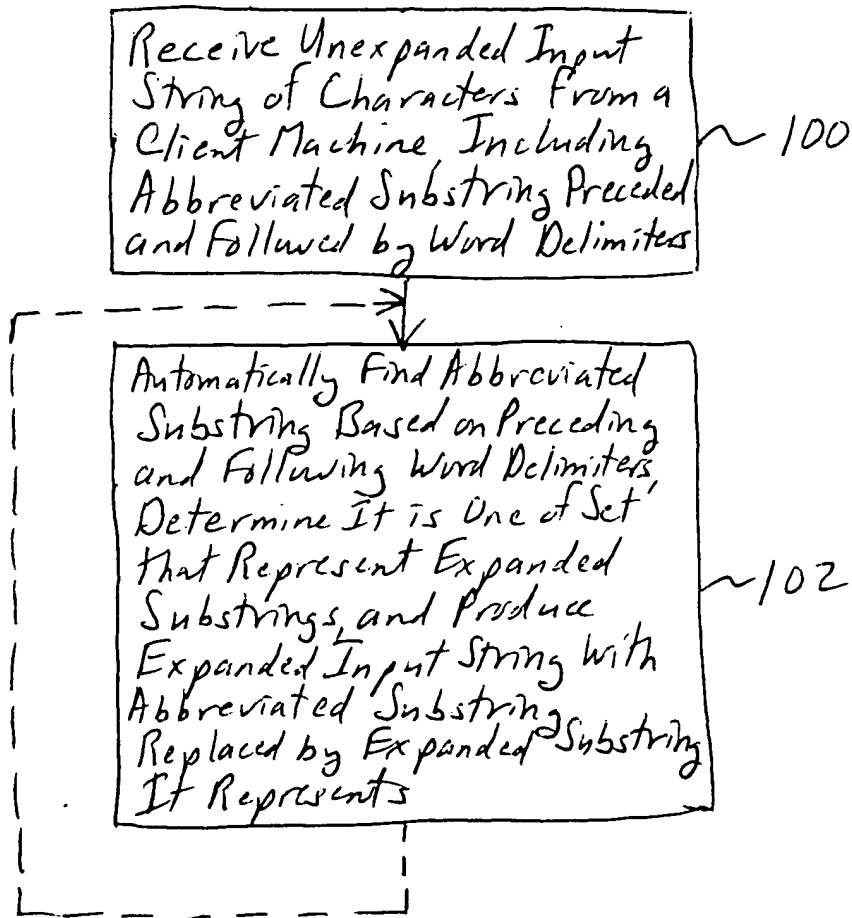 Receive Unexpanded Input
String of Characters From a
Client Machine, Including
Abbreviated Substring Preceded
and Followed by Word Delimiters
100
Automatically Find Abbreviated
Substring Based on Preceding
and Following Word Delimiters,
Determine It is One of Set
that Represent Expanded
Substrings, and Produce
Expanded Input String With
Abbreviated Substring
Replaced by Expanded Substring
It Represents
102